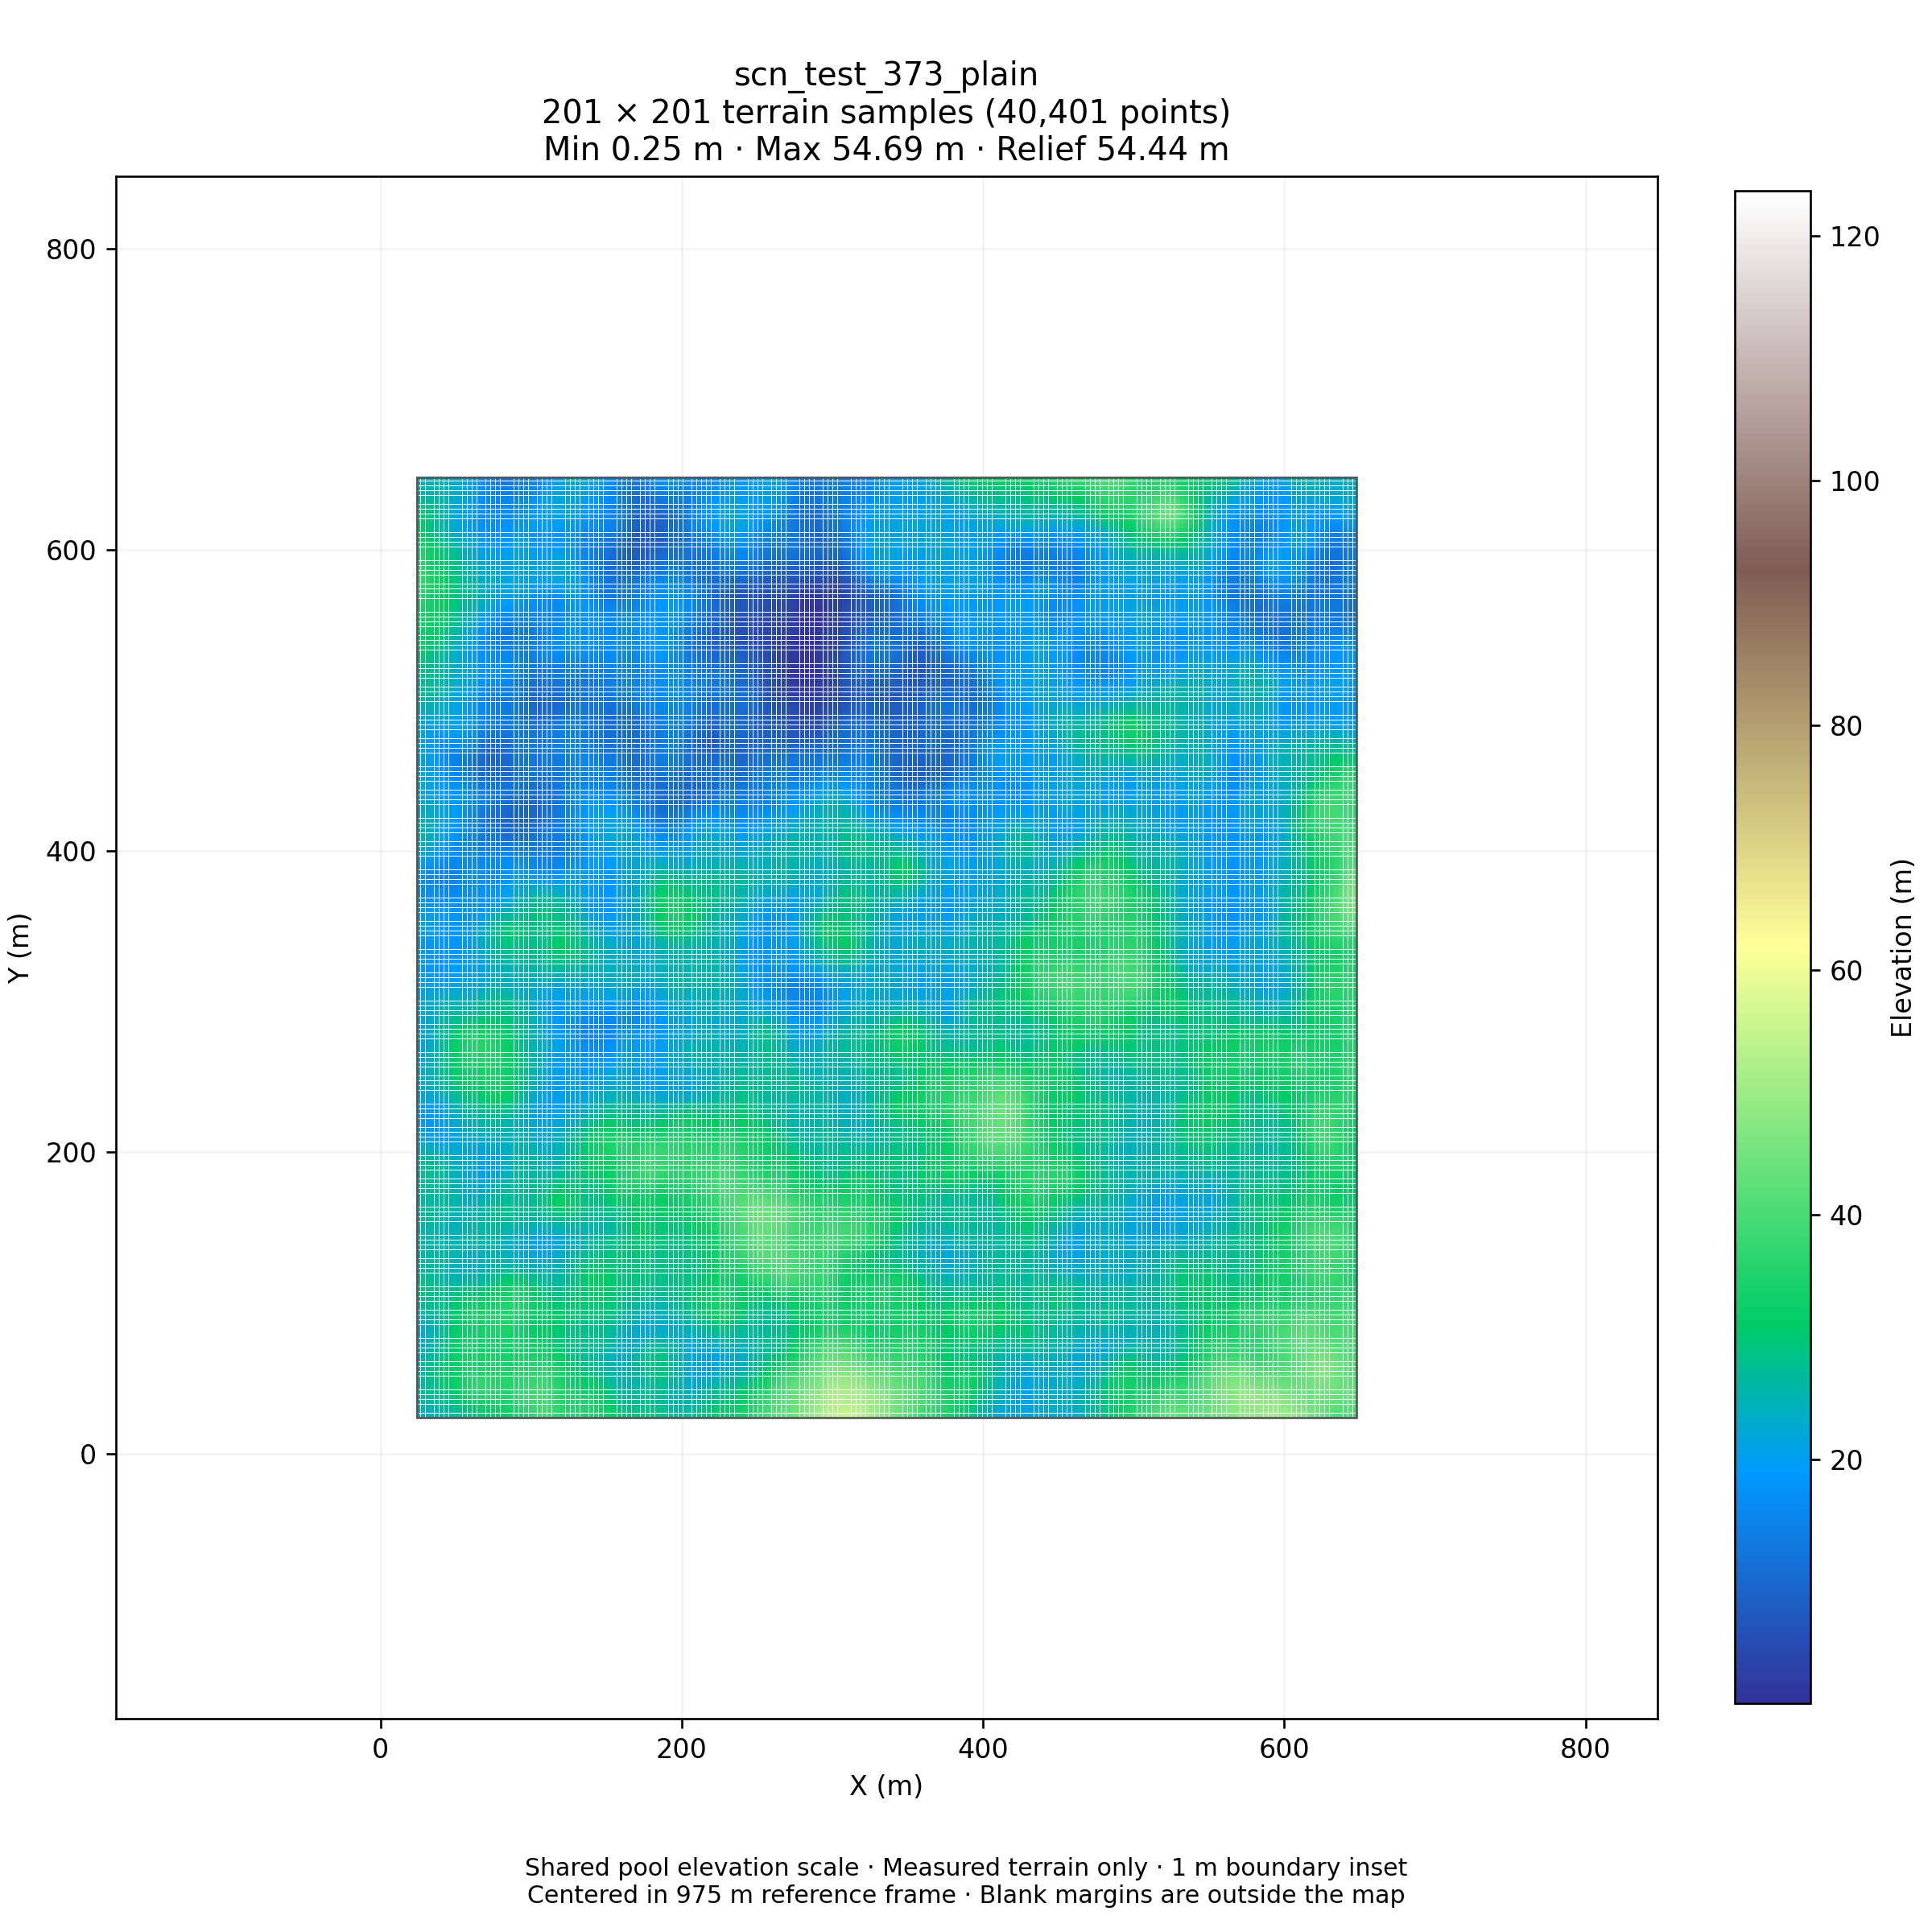 scn_test_373_plain
201 × 201 terrain samples (40,401 points)
Min 0.25 m · Max 54.69 m · Relief 54.44 m
800
600
400
200
0
Y (m)
0
200
400
600
800
X (m)
120
100
80
60
40
20
Elevation (m)
Shared pool elevation scale · Measured terrain only · 1 m boundary inset
Centered in 975 m reference frame · Blank margins are outside the map